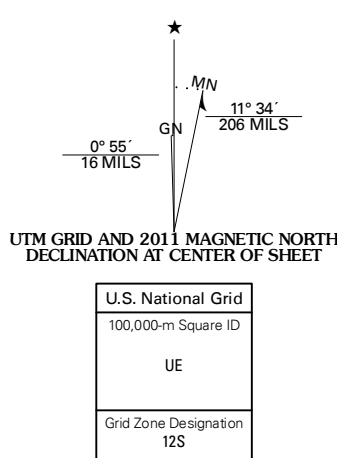 ★
MN
GN
11° 34´
206 MILS
0° 55´
16 MILS
UTM GRID AND 2011 MAGNETIC NORTH
DECLINATION AT CENTER OF SHEET
U.S. National Grid
100,000-m Square ID
UE
Grid Zone Designation
12S